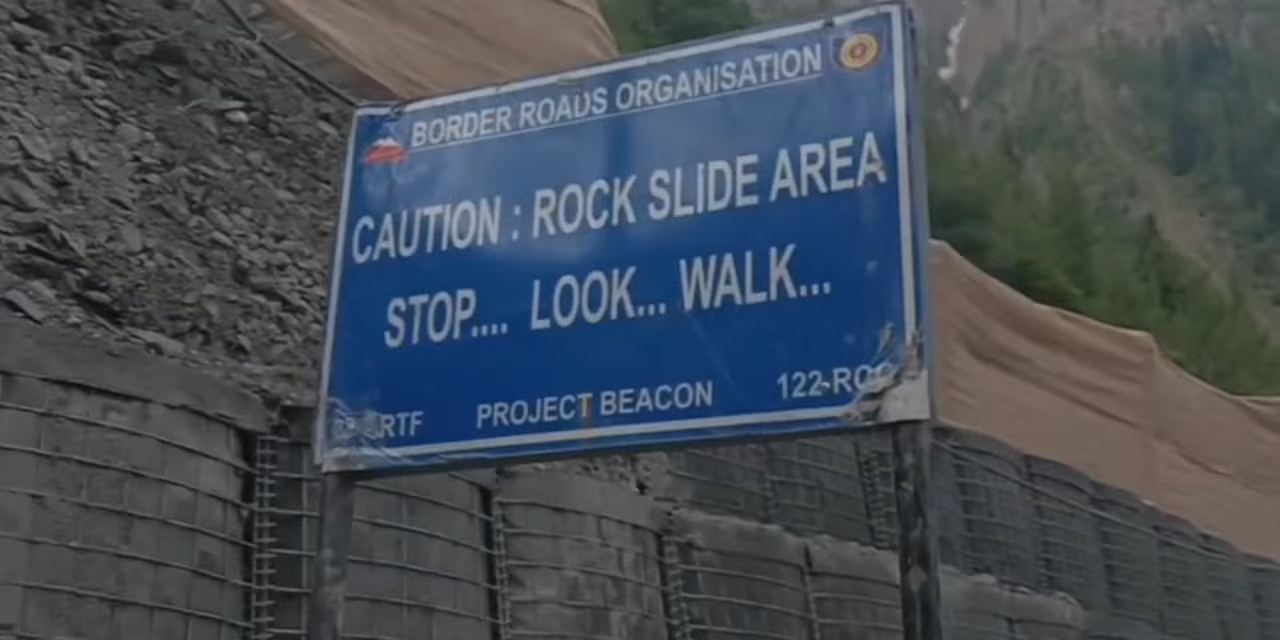 BORDER ROADS ORGANISATION
CAUTION : ROCK SLIDE AREA
STOP.... LOOK... WALK...
RTF PROJECT BEACON 122-RCC